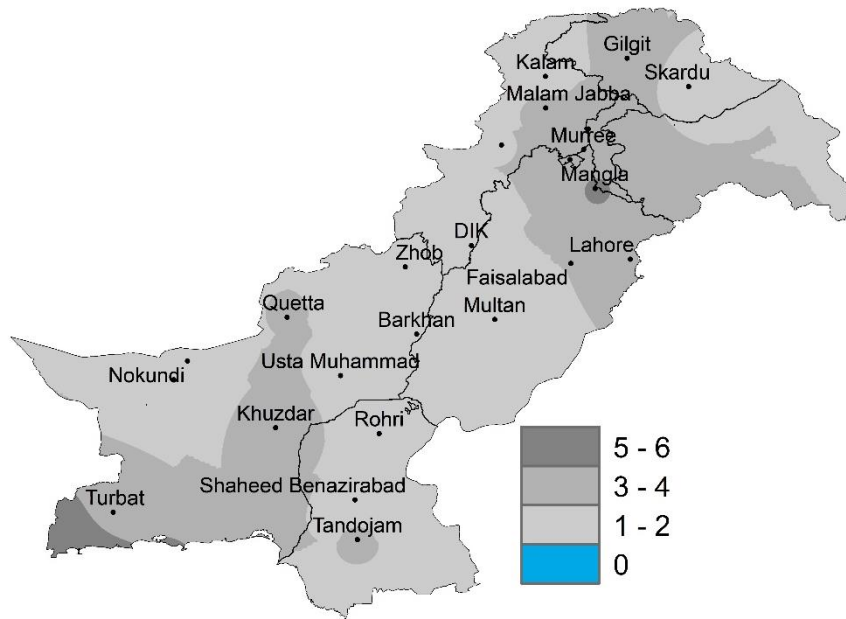 Gilgit
Kalam
Skardu
Malam Jabba
Murree
Mangla
DIK
Zhob
Lahore
Faisalabad
Quetta
Multan
Barkhan
Usta Muhammad
Nokundi
Khuzdar
Rohri
Shaheed Benazirabad
Turbat
Tandojam
5 - 6
3 - 4
1 - 2
0